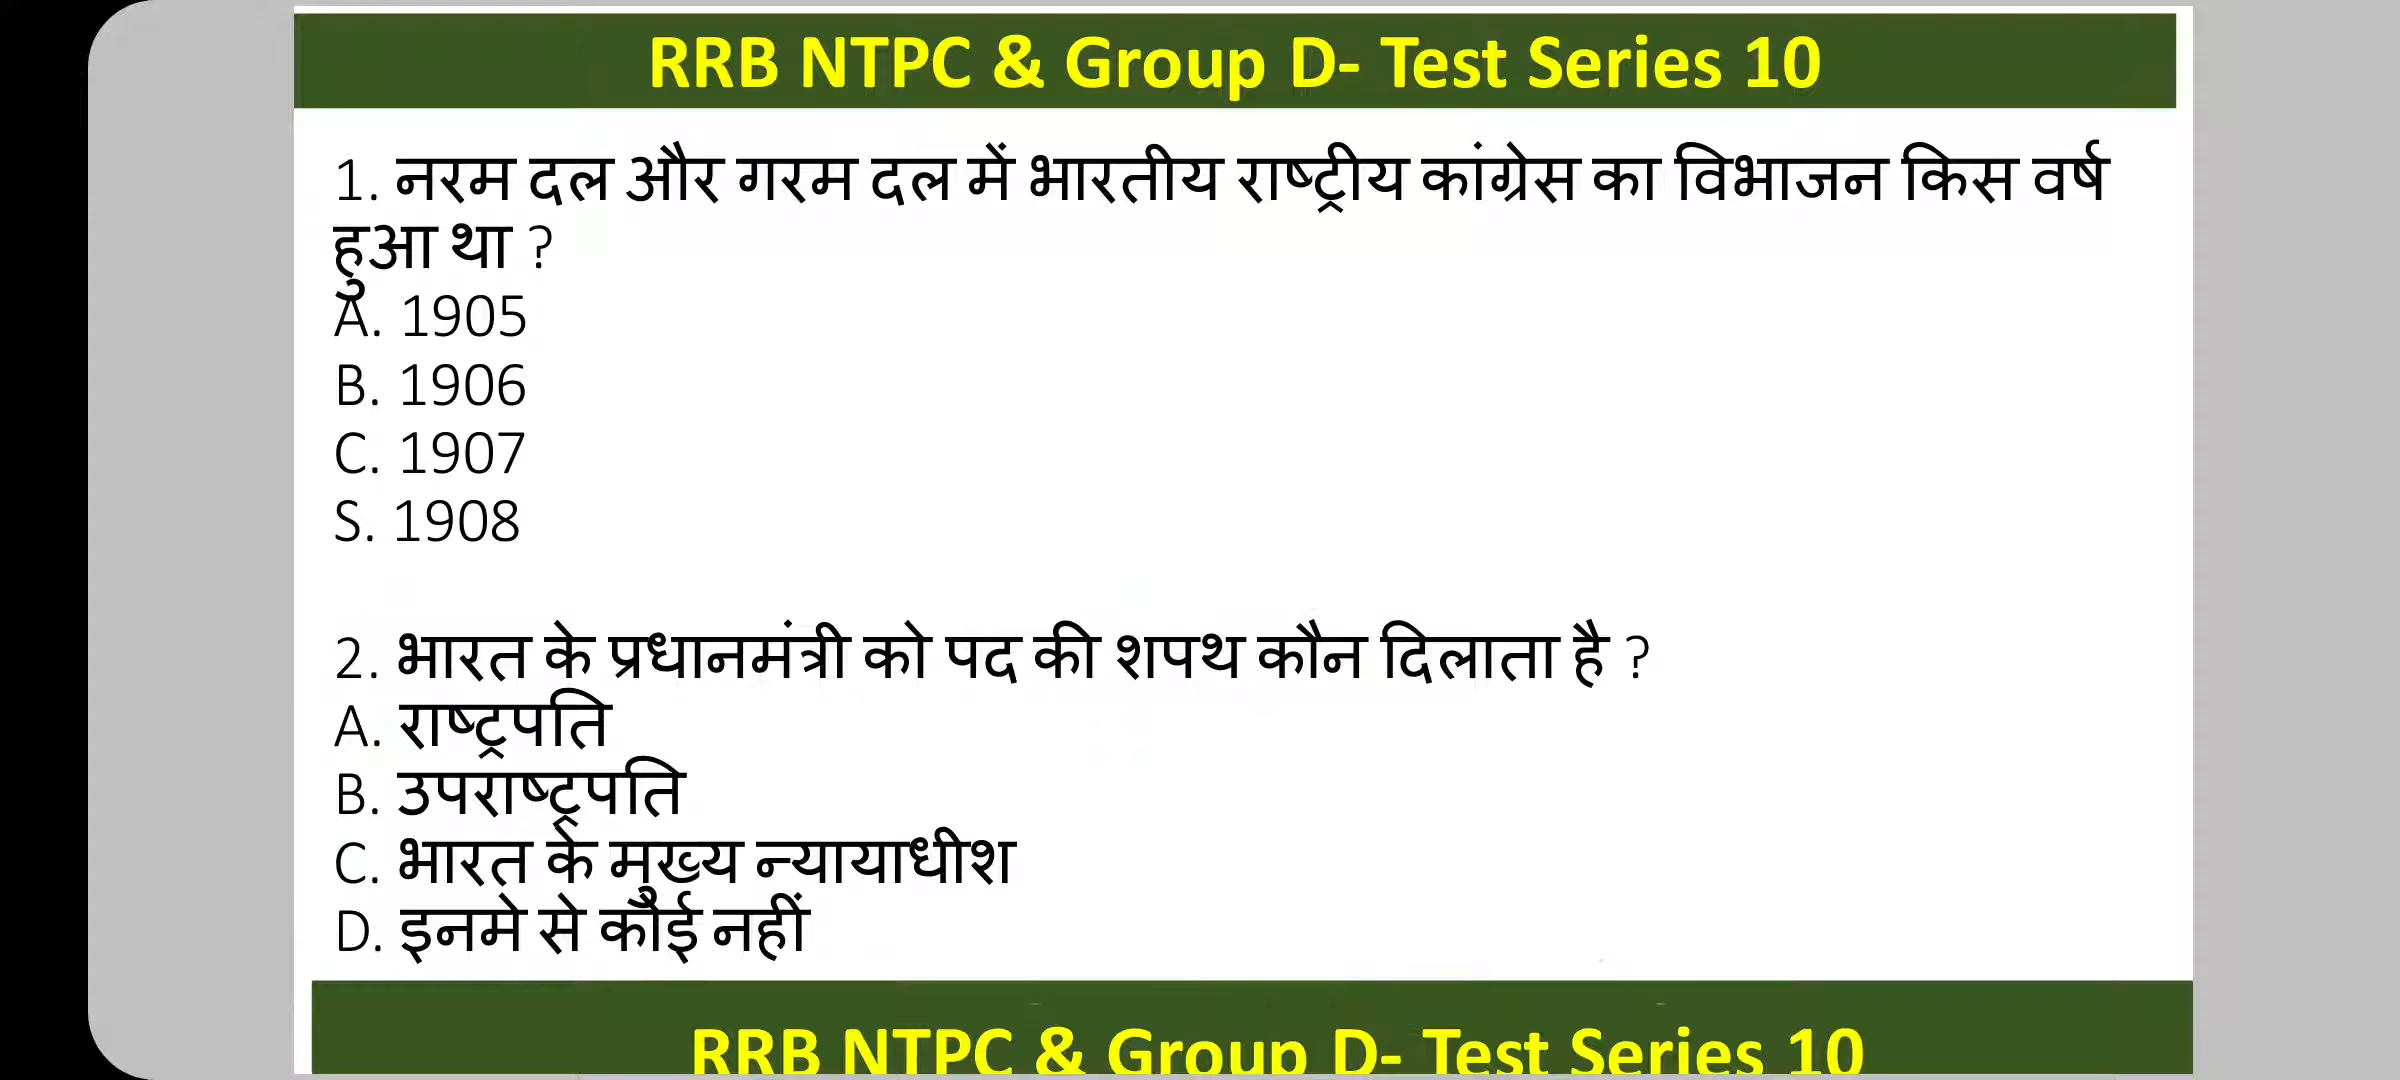 RRB NTPC & Group D- Test Series 10
1. नरम दल और गरम दल में भारतीय राष्ट्रीय कांग्रेस का विभाजन किस वर्ष
हुआ था ?
A. 1905
B. 1906
C. 1907
S. 1908
2. भारत के प्रधानमंत्री को पद की शपथ कौन दिलाता है ?
A. राष्ट्रपति
B. उपराष्ट्रपति
C. भारत के मुख्य न्यायाधीश
D. इनमे से कोई नहीं
RRB NTPC & Group D- Test Series 10